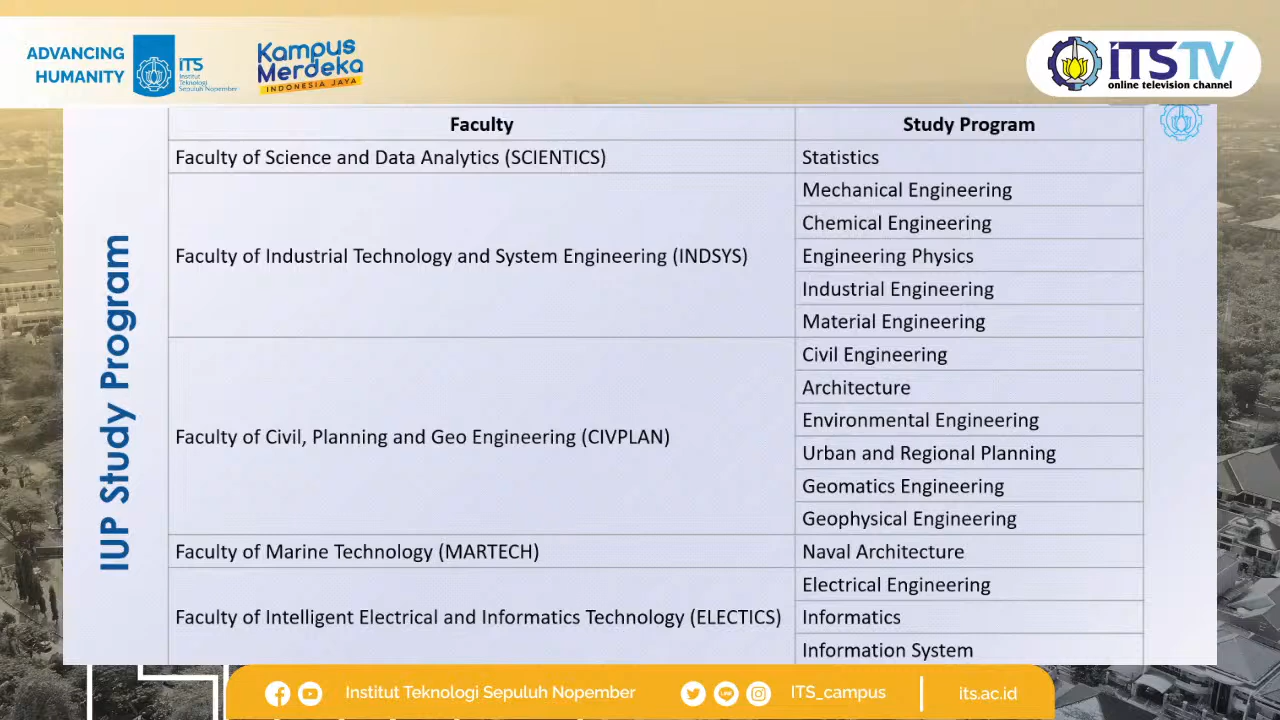 ADVANCING
HUMANITY
ITS
Institut
Teknologi
Sepuluh Nopember
Kampus
Merdeka
INDONESIA JAYA
ITSTV
online television channel
IUP Study Program
Faculty
Study Program
Faculty of Science and Data Analytics (SCIENTICS)
Statistics
Faculty of Industrial Technology and System Engineering (INDSYS)
Mechanical Engineering
Chemical Engineering
Engineering Physics
Industrial Engineering
Material Engineering
Faculty of Civil, Planning and Geo Engineering (CIVPLAN)
Civil Engineering
Architecture
Environmental Engineering
Urban and Regional Planning
Geomatics Engineering
Geophysical Engineering
Faculty of Marine Technology (MARTECH)
Naval Architecture
Faculty of Intelligent Electrical and Informatics Technology (ELECTICS)
Electrical Engineering
Informatics
Information System
Institut Teknologi Sepuluh Nopember
ITS_campus
its.ac.id